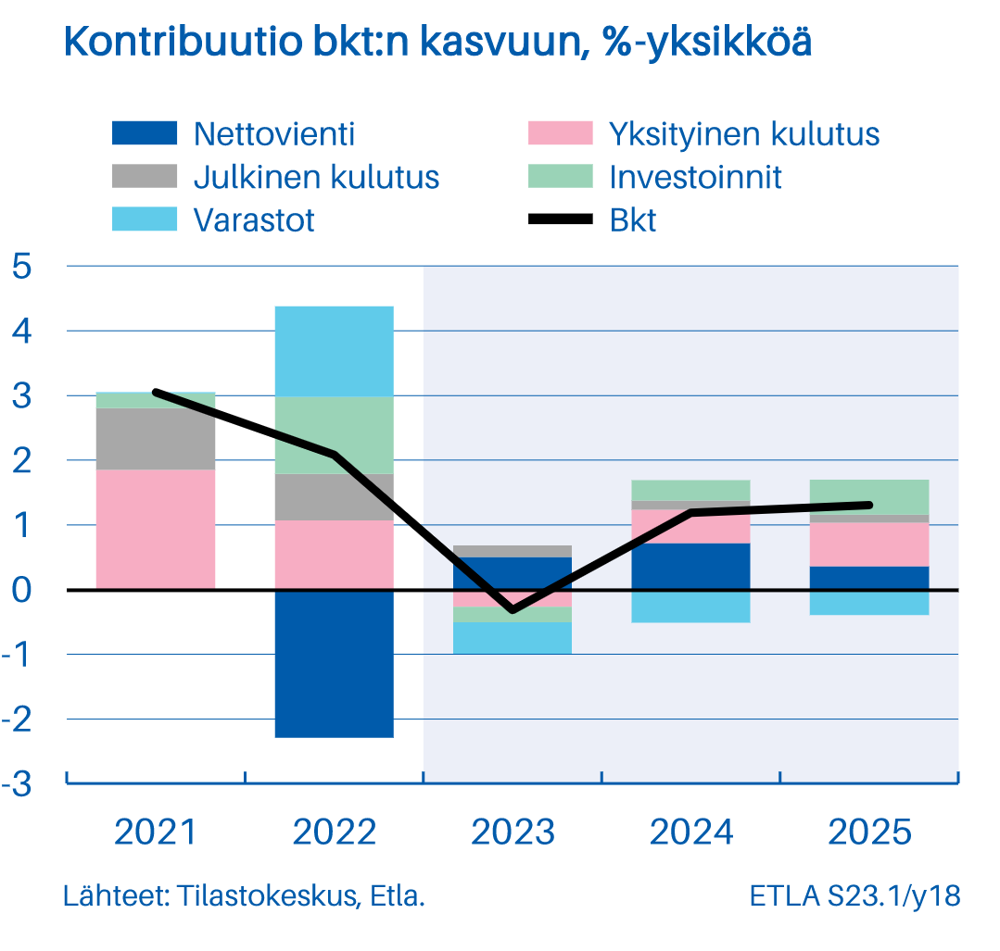 Kontribuutio bkt:n kasvuun, %-yksikköä
Nettovienti
Yksityinen kulutus
Julkinen kulutus
Investoinnit
Varastot
Bkt
5
4
3
2
1
0
-1
-2
-3
2021 2022 2023 2024 2025
Lähteet: Tilastokeskus, Etla.
ETLA S23.1/y18